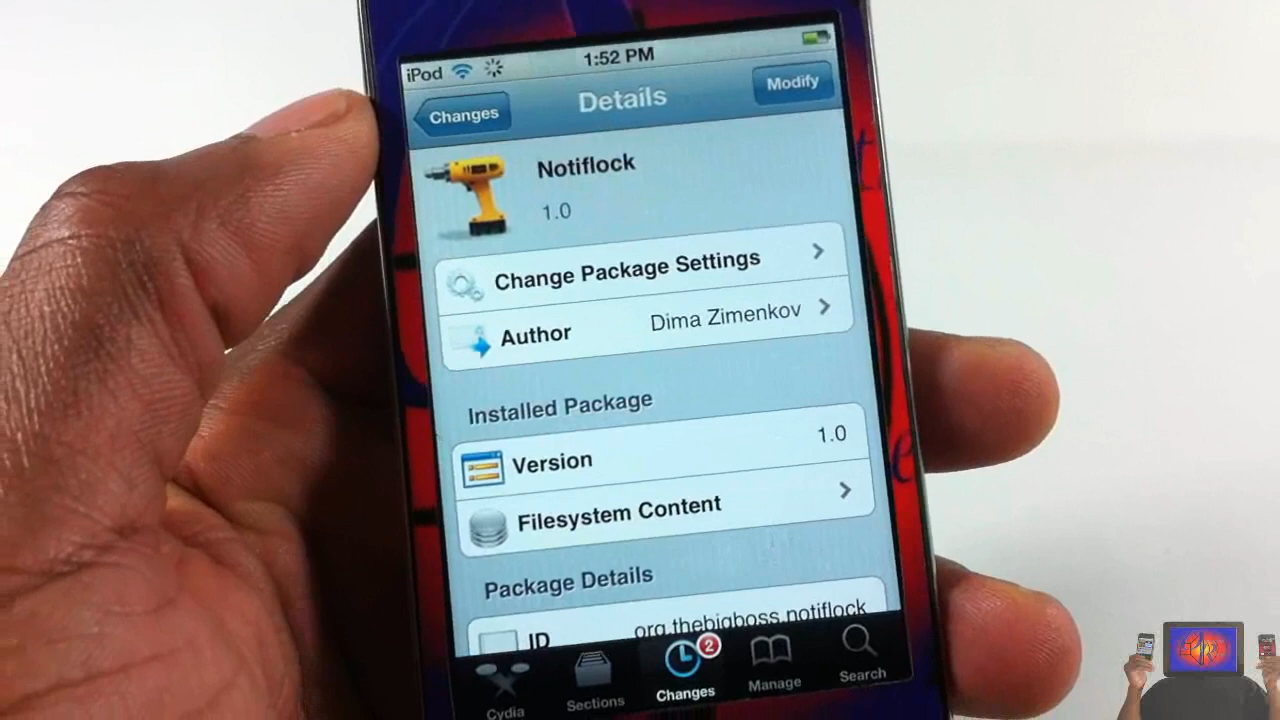 iPod 1:52 PM
Changes Details Modify
Notiflock
1.0
Change Package Settings
Author Dima Zimenkov
Installed Package
Version 1.0
Filesystem Content
Package Details
ID org.thebigboss.notiflock
Cydia Sections Changes 2 Manage Search